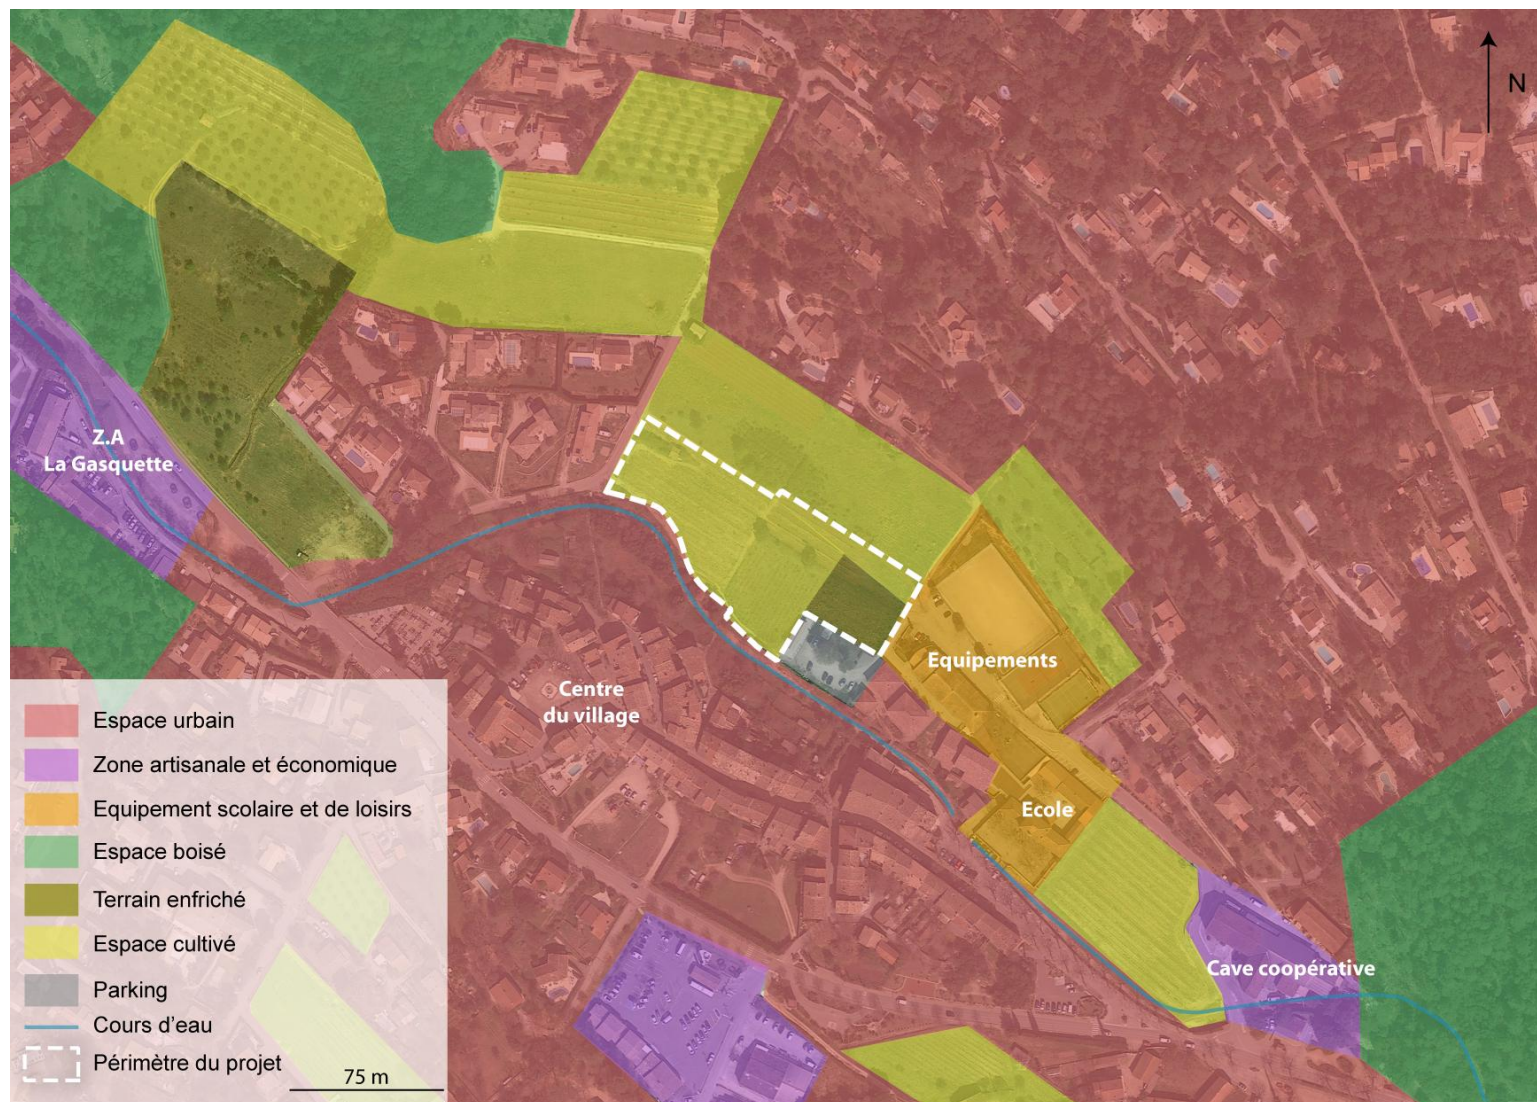 N
Z.A
La Gasquette
Equipements
Centre
du village
Ecole
Cave coopérative
Espace urbain
Zone artisanale et économique
Equipement scolaire et de loisirs
Espace boisé
Terrain enfriché
Espace cultivé
Parking
Cours d'eau
Périmètre du projet
75 m